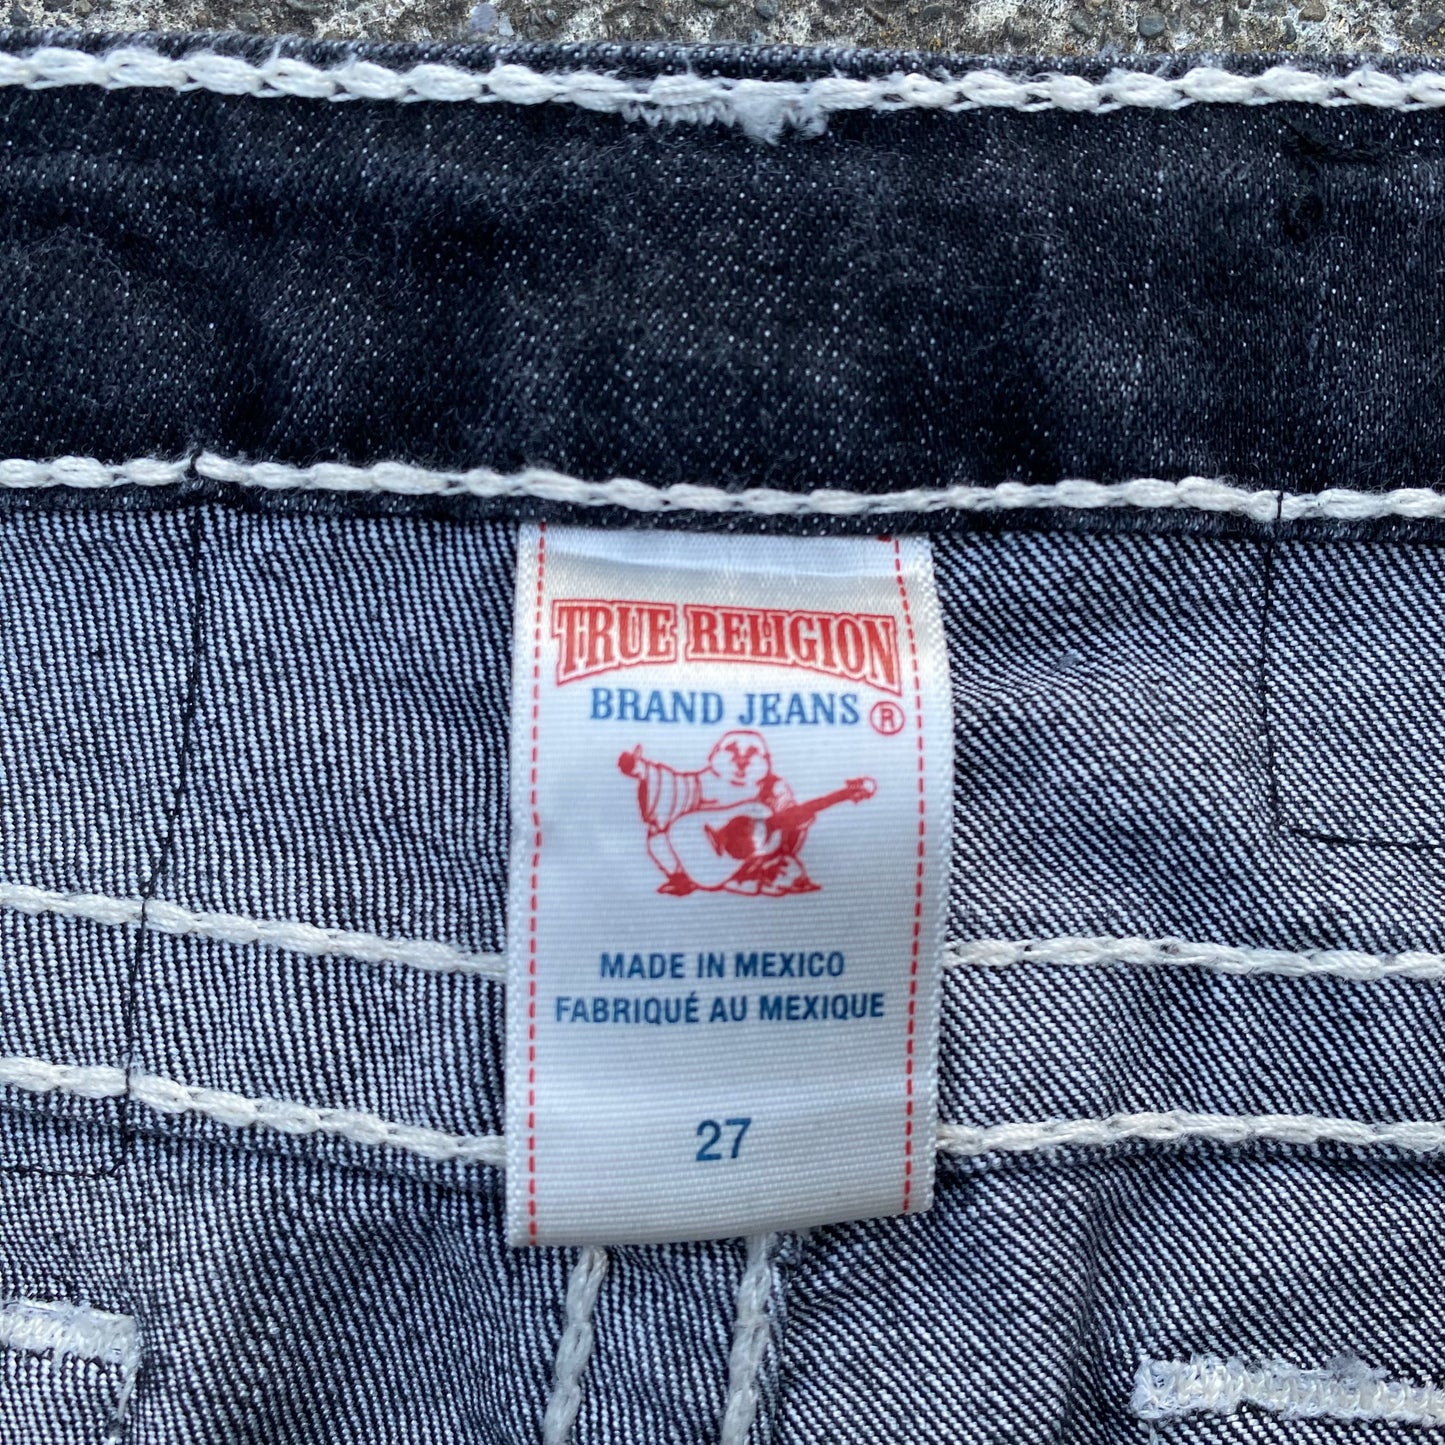 TRUE RELIGION
BRAND JEANS ®
MADE IN MEXICO
FABRIQUÉ AU MEXIQUE
27